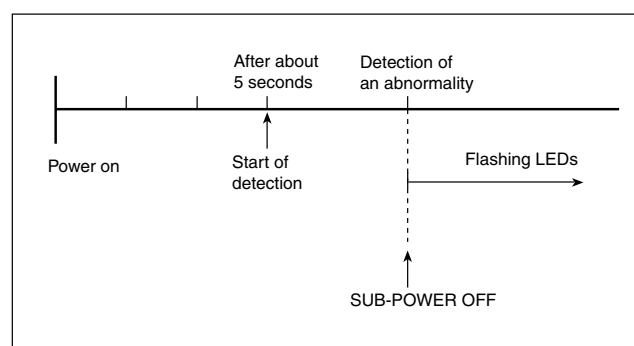 After about
5 seconds
Detection of
an abnormality
Power on
Start of
detection
Flashing LEDs
SUB-POWER OFF